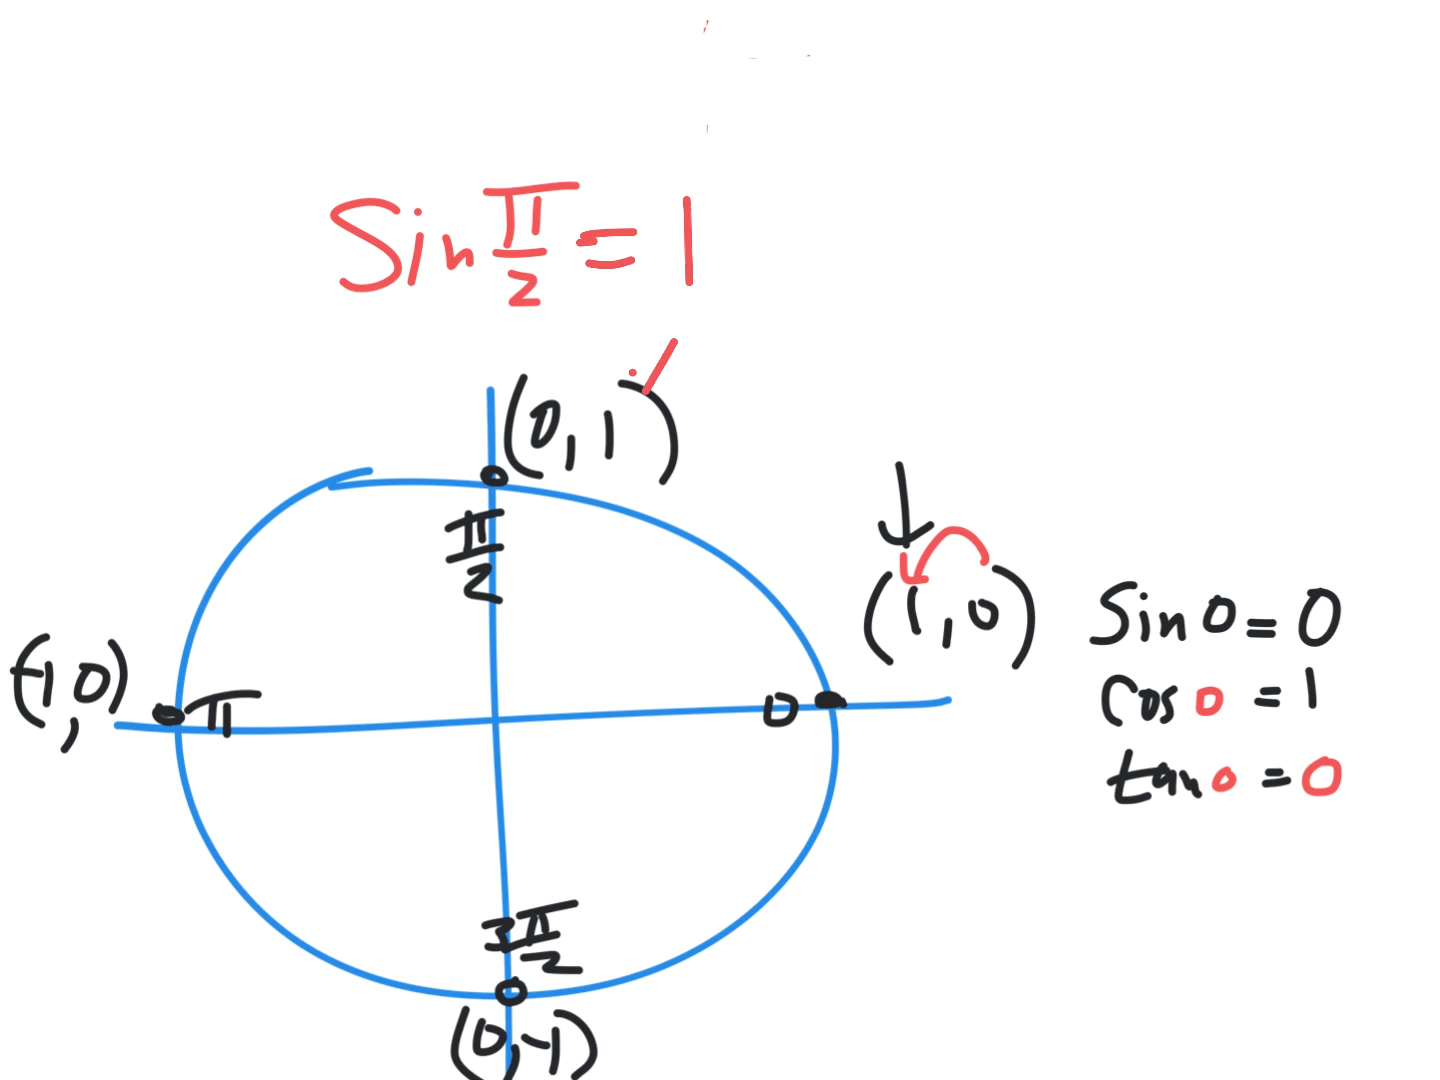 Sin π/2 = 1
(0, 1)
π/2
(1, 0)
Sin 0 = 0
(-1, 0)
π
0
cos 0 = 1
tan 0 = 0
3π/2
(0, -1)